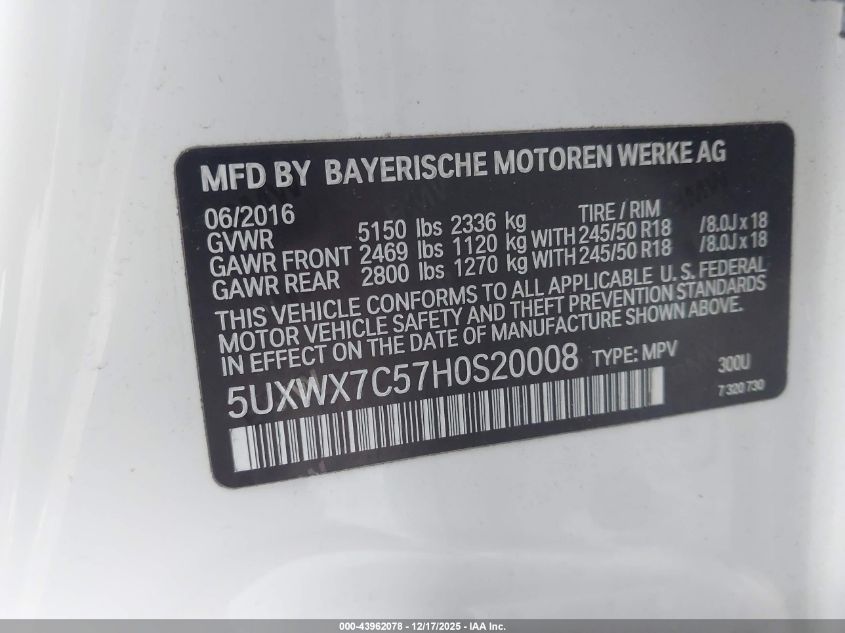 MFD BY BAYERISCHE MOTOREN WERKE AG
06/2016 TIRE / RIM
GVWR 5150 lbs 2336 kg
GAWR FRONT 2469 lbs 1120 kg WITH 245/50 R18 /8.0J x 18
GAWR REAR 2800 lbs 1270 kg WITH 245/50 R18 /8.0J x 18
THIS VEHICLE CONFORMS TO ALL APPLICABLE U.S. FEDERAL
MOTOR VEHICLE SAFETY AND THEFT PREVENTION STANDARDS
IN EFFECT ON THE DATE OF MANUFACTURE SHOWN ABOVE.
5UXWX7C57H0S20008 TYPE: MPV 300U
7 320 730
000-43962078 - 12/17/2025 - IAA Inc.